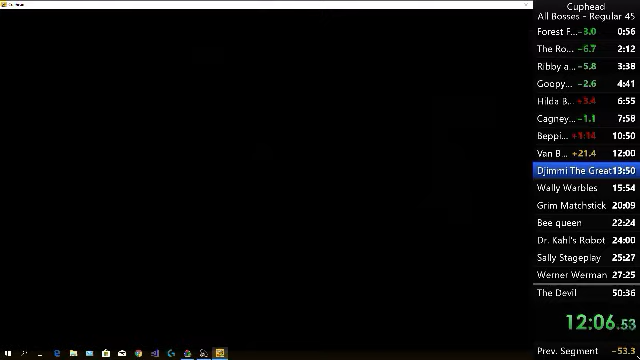 Cuphead
Cuphead
All Bosses - Regular 45
Forest F... -3.0 0:56
The Ro... -6.7 2:12
Ribby a... -5.8 3:38
Goopy... -2.6 4:41
Hilda B... +3.4 6:55
Cagney... -1.1 7:58
Beppi... +1:14 10:50
Van B... +21.4 12:00
Djimmi The Great 13:50
Wally Warbles 15:54
Grim Matchstick 20:09
Bee queen 22:24
Dr. Kahl's Robot 24:00
Sally Stageplay 25:27
Werner Werman 27:25
The Devil 50:36
12:06.53
Prev. Segment -53.3